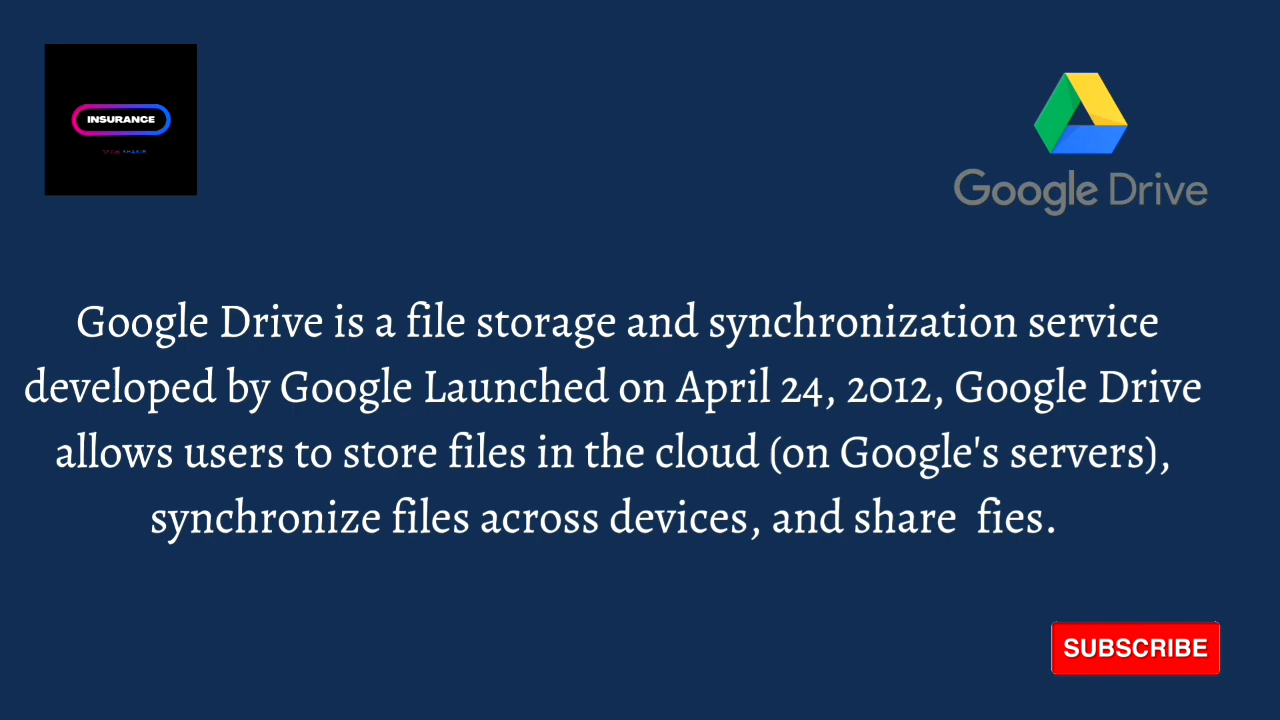 INSURANCE
Google Drive
Google Drive is a file storage and synchronization service
developed by Google Launched on April 24, 2012, Google Drive
allows users to store files in the cloud (on Google's servers),
synchronize files across devices, and share  fies.
SUBSCRIBE